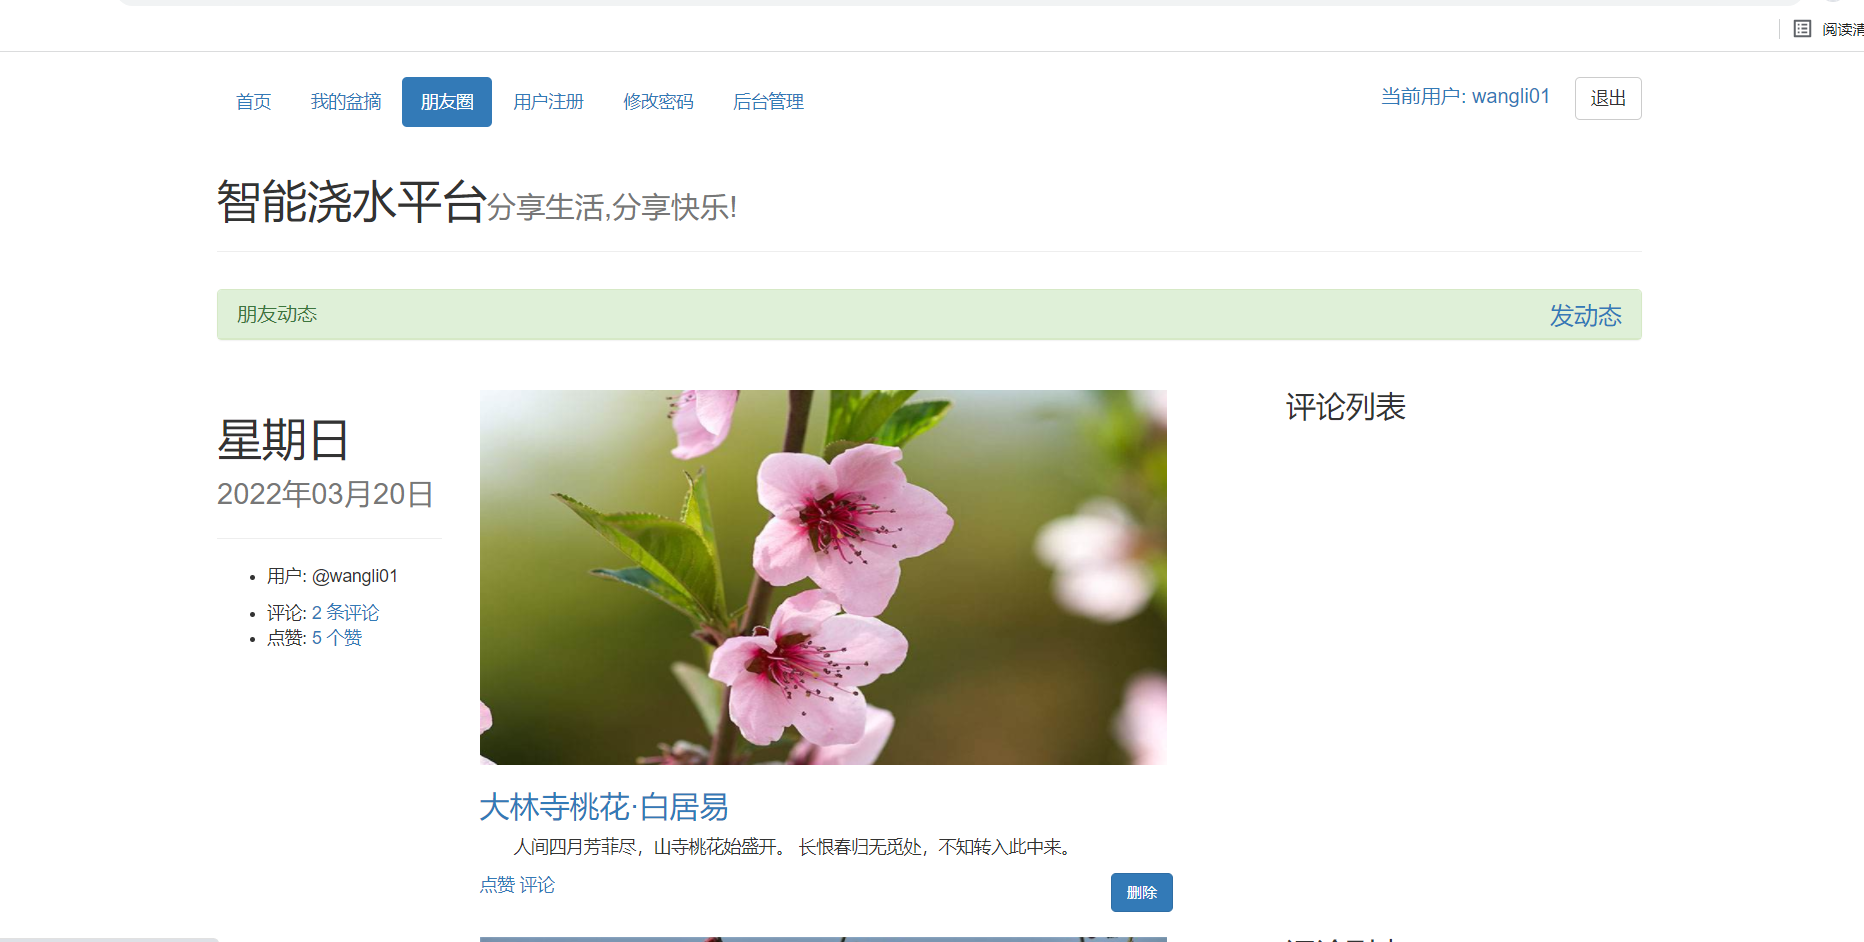 阅读清
首页 我的盆摘 朋友圈 用户注册 修改密码 后台管理 当前用户: wangli01 退出
智能浇水平台分享生活,分享快乐!
朋友动态 发动态
星期日
2022年03月20日
用户: @wangli01
评论: 2 条评论
点赞: 5 个赞
评论列表
大林寺桃花·白居易
人间四月芳菲尽，山寺桃花始盛开。 长恨春归无觅处，不知转入此中来。
点赞 评论 删除